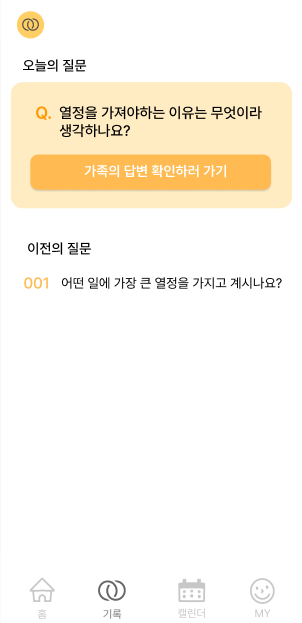 오늘의 질문
Q. 열정을 가져야하는 이유는 무엇이라
생각하나요?
가족의 답변 확인하러 가기
이전의 질문
001 어떤 일에 가장 큰 열정을 가지고 계시나요?
홈 기록 캘린더 MY